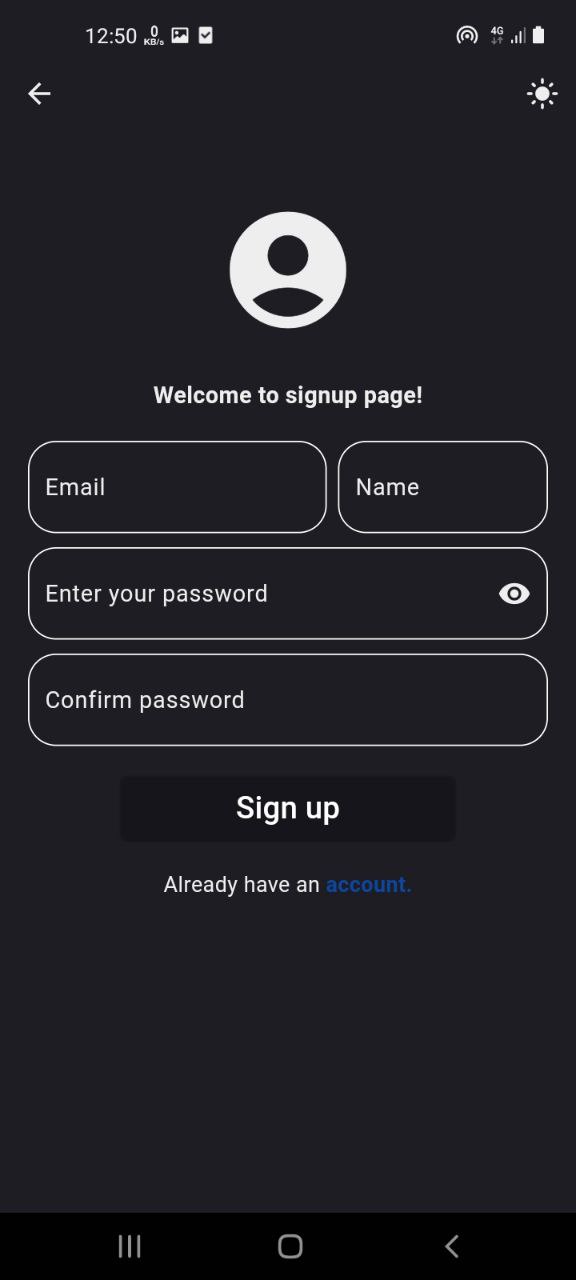 12:50 0 KB/s 4G
Welcome to signup page!
Email Name
Enter your password
Confirm password
Sign up
Already have an account.